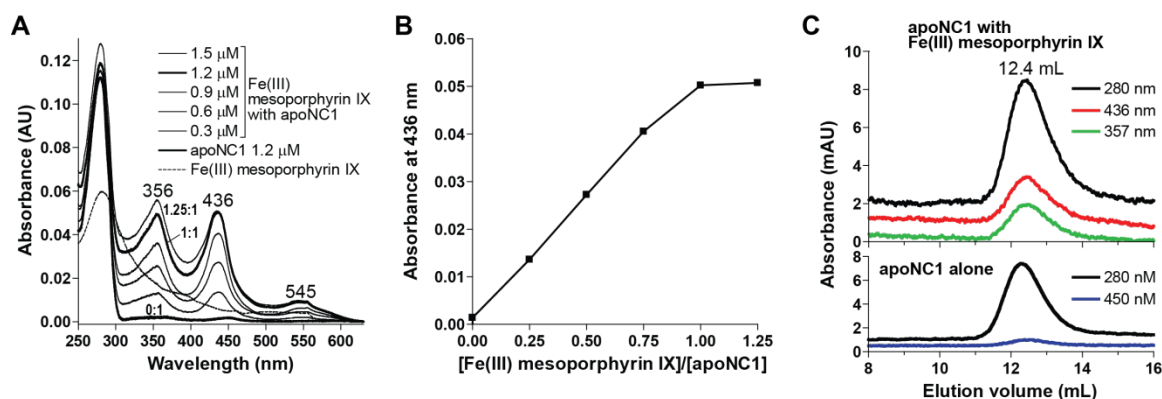 A
0.12
0.10
0.08
0.06
0.04
0.02
0.00
Absorbance (AU)
1.5 μM
1.2 μM
0.9 μM
0.6 μM
0.3 μM
Fe(III)
mesoporphyrin IX
with apoNC1
apoNC1 1.2 μM
Fe(III) mesoporphyrin IX
356
436
545
1.25:1
1:1
0:1
250 300 350 400 450 500 550 600
Wavelength (nm)
B
0.06
0.05
0.04
0.03
0.02
0.01
0.00
Absorbance at 436 nm
0.00 0.25 0.50 0.75 1.00 1.25
[Fe(III) mesoporphyrin IX]/[apoNC1]
C
apoNC1 with
Fe(III) mesoporphyrin IX
12.4 mL
280 nm
436 nm
357 nm
10
8
6
4
2
0
Absorbance (mAU)
apoNC1 alone
280 nM
450 nM
8
6
4
2
0
8 10 12 14 16
Elution volume (mL)